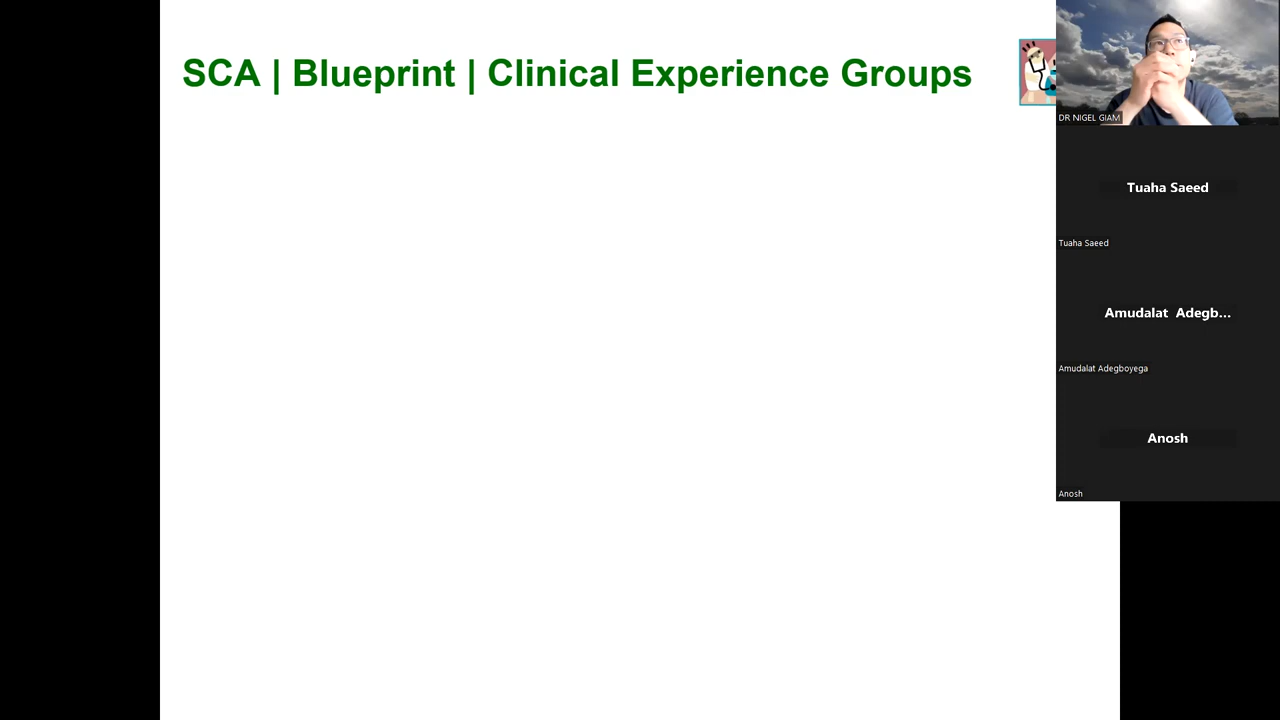 SCA | Blueprint | Clinical Experience Groups
DR NIGEL GIAM
Tuaha Saeed
Tuaha Saeed
Amudalat Adegb...
Amudalat Adegboyega
Anosh
Anosh